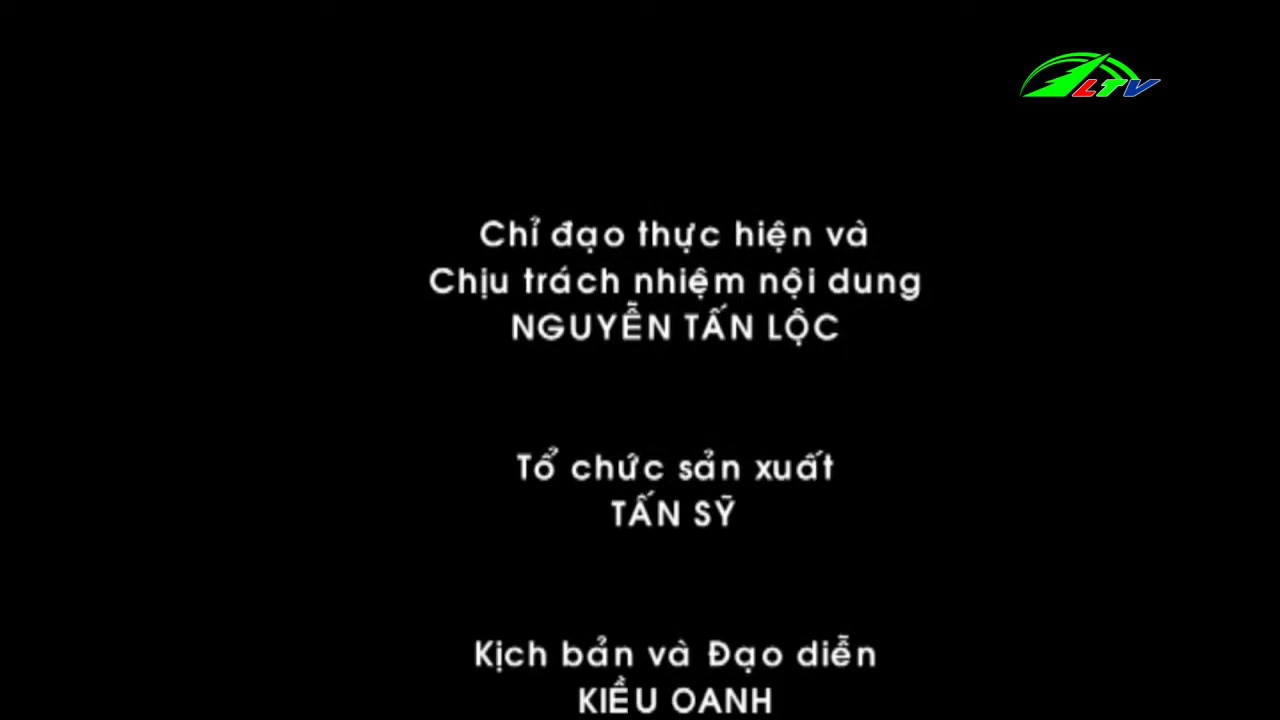 LTV
Chỉ đạo thực hiện và
Chịu trách nhiệm nội dung
NGUYỄN TẤN LỘC
Tổ chức sản xuất
TẤN SỸ
Kịch bản và Đạo diễn
KIỀU OANH